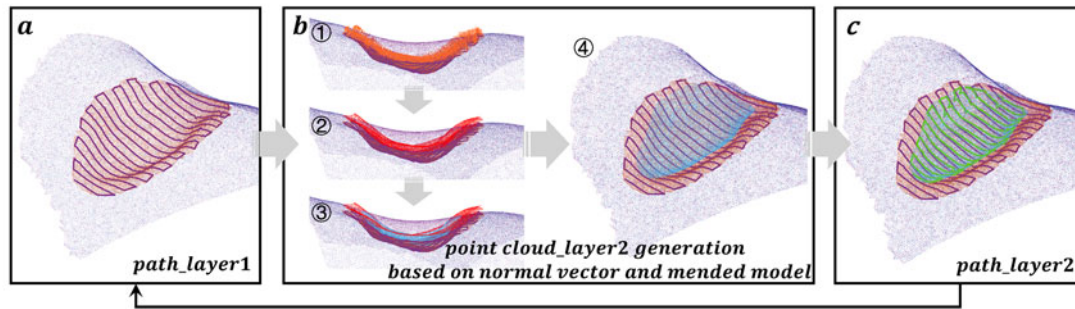 a
path_layer1
b
①
②
③
④
point cloud_layer2 generation
based on normal vector and mended model
c
path_layer2